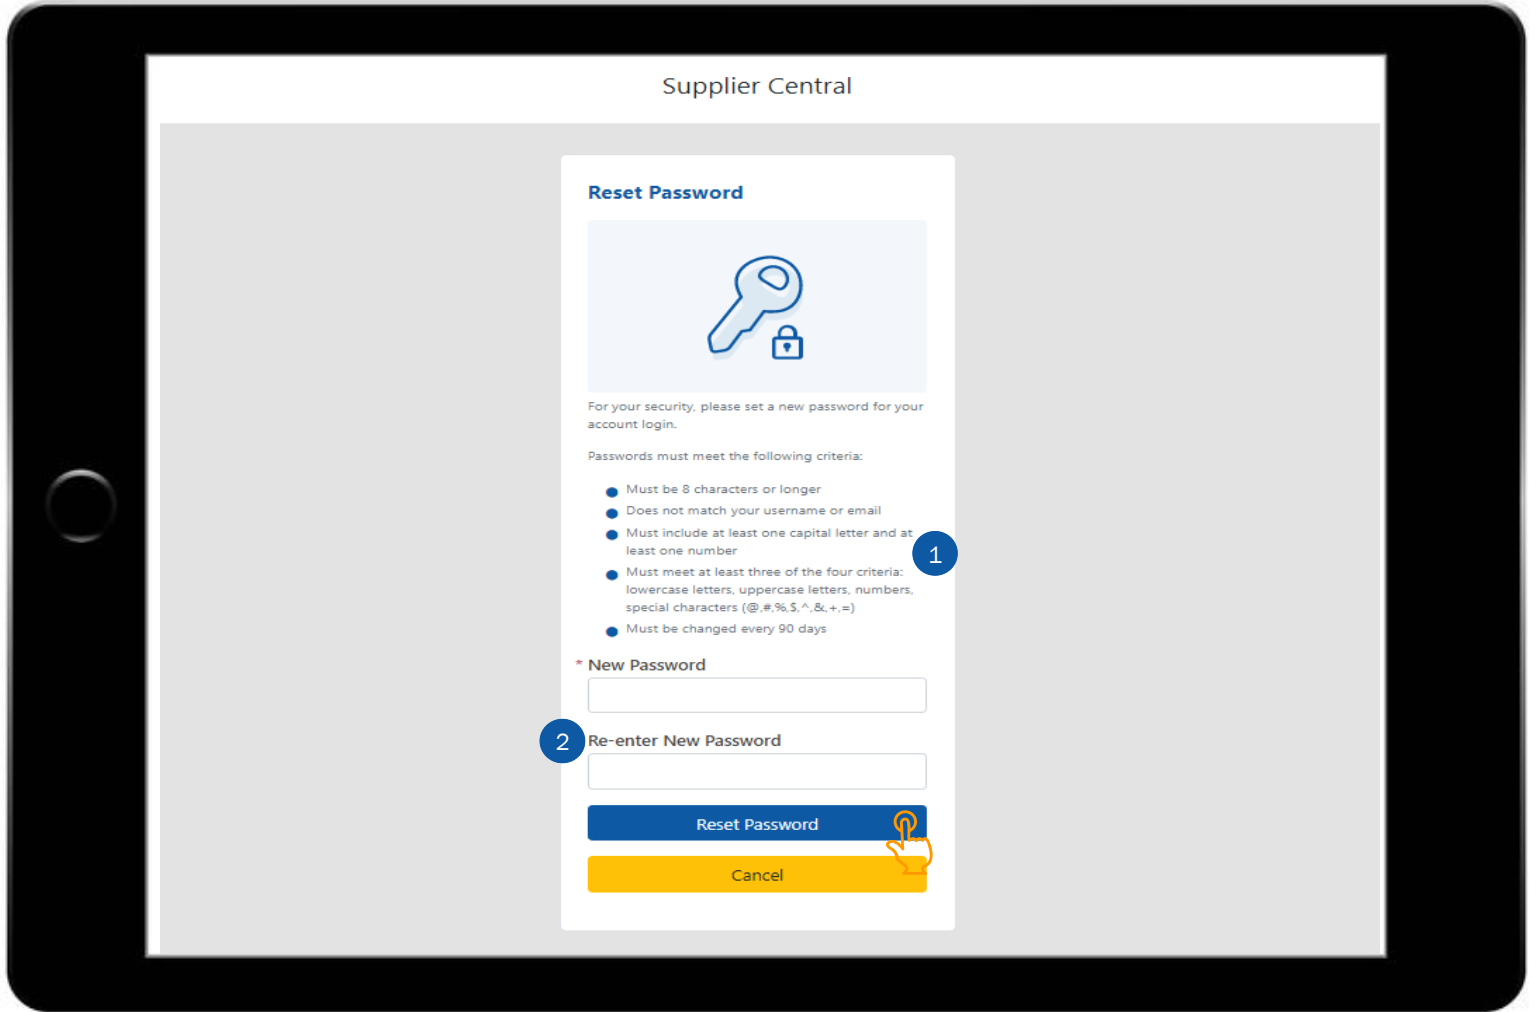 Supplier Central
Reset Password
For your security, please set a new password for your
account login.
Passwords must meet the following criteria:
Must be 8 characters or longer
Does not match your username or email
Must include at least one capital letter and at
least one number
1
Must meet at least three of the four criteria:
lowercase letters, uppercase letters, numbers,
special characters (@,#,%,$,^,&,+,=)
Must be changed every 90 days
* New Password
2
Re-enter New Password
Reset Password
Cancel